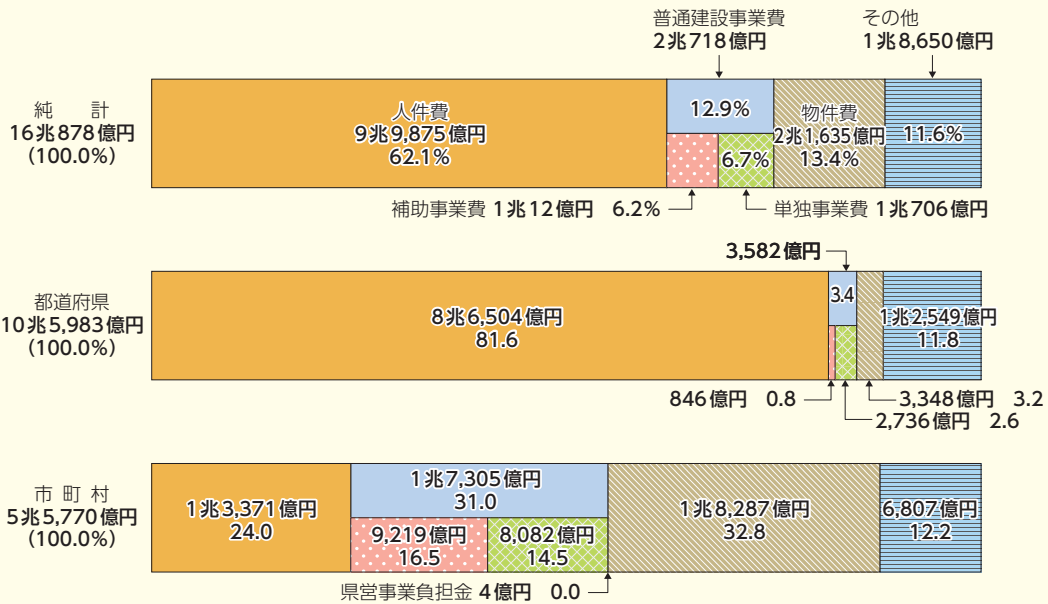 普通建設事業費
2兆718億円
その他
1兆8,650億円
純　計
16兆878億円
(100.0%)
人件費
9兆9,875億円
62.1%
12.9%
6.7%
物件費
2兆1,635億円
13.4%
11.6%
補助事業費 1兆12億円 6.2%
単独事業費 1兆706億円
都道府県
10兆5,983億円
(100.0%)
8兆6,504億円
81.6
3,582億円
3.4
1兆2,549億円
11.8
846億円 0.8
3,348億円 3.2
2,736億円 2.6
市町村
5兆5,770億円
(100.0%)
1兆3,371億円
24.0
1兆7,305億円
31.0
9,219億円
16.5
8,082億円
14.5
1兆8,287億円
32.8
6,807億円
12.2
県営事業負担金 4億円 0.0